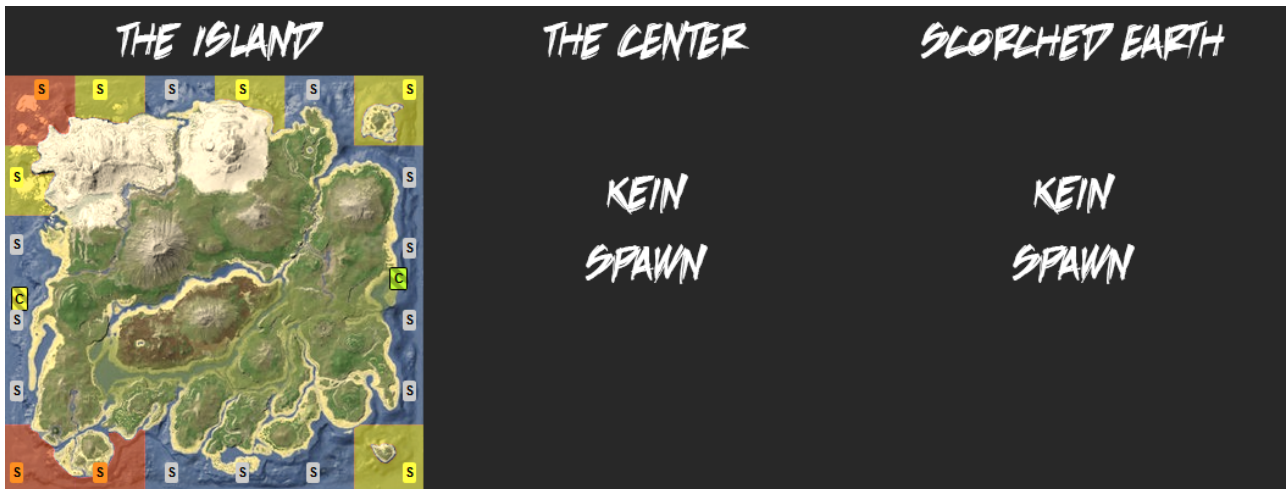 THE ISLAND
THE CENTER
SCORCHED EARTH
S S S S S S
S S
KEIN
KEIN
S S
SPAWN
SPAWN
C C
S S
S S
S S S S S S